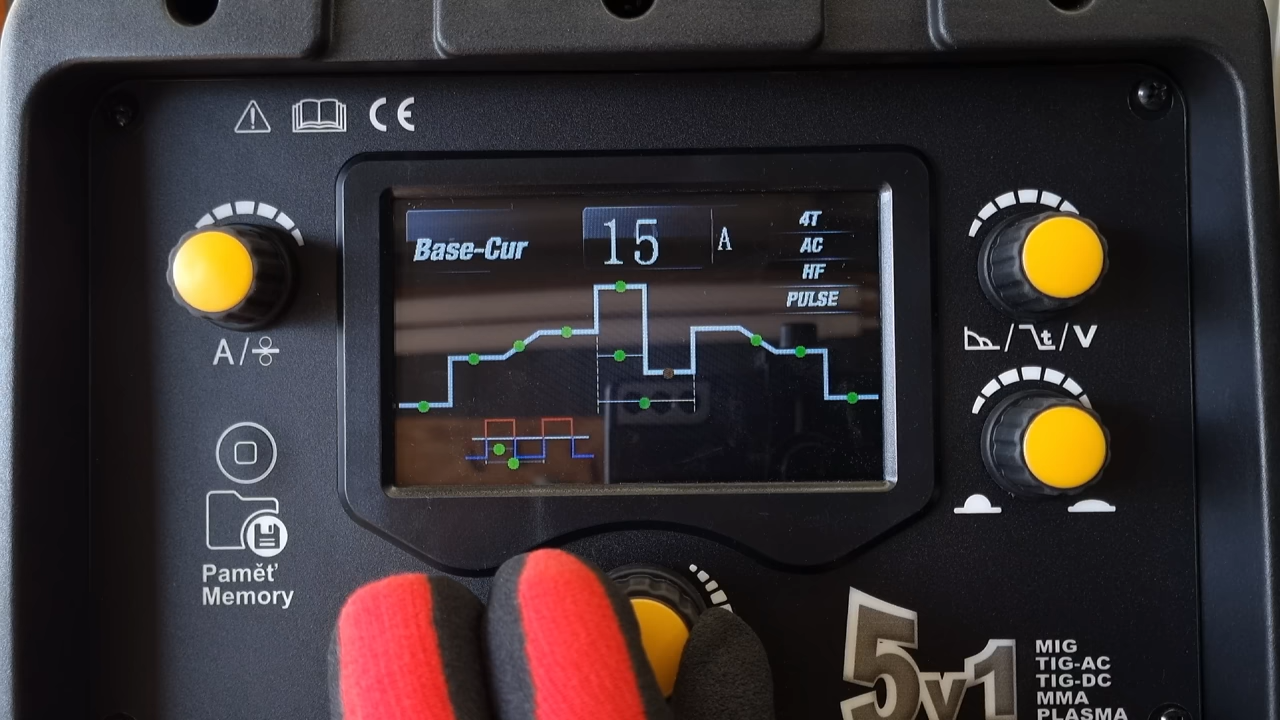 CE
Base-Cur
15 A
4T
AC
HF
PULSE
A/
/t/V
Paměť
Memory
5v1
MIG
TIG-AC
TIG-DC
MMA
PLASMA